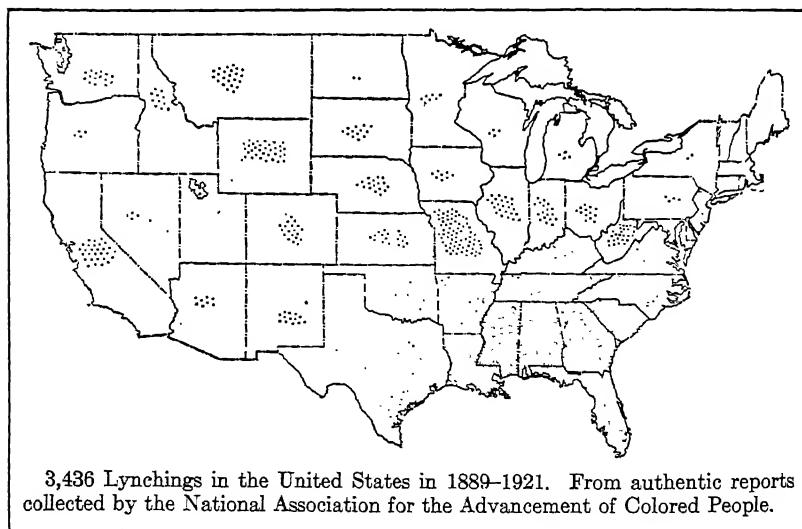 3,436 Lynchings in the United States in 1889–1921. From authentic reports
collected by the National Association for the Advancement of Colored People.